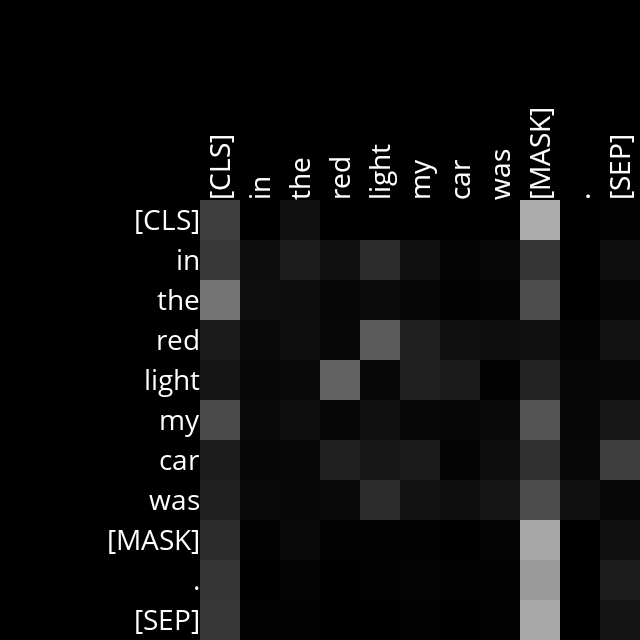 [CLS] in the red light my car was [MASK] . [SEP]
[CLS]
in
the
red
light
my
car
was
[MASK]
.
[SEP]